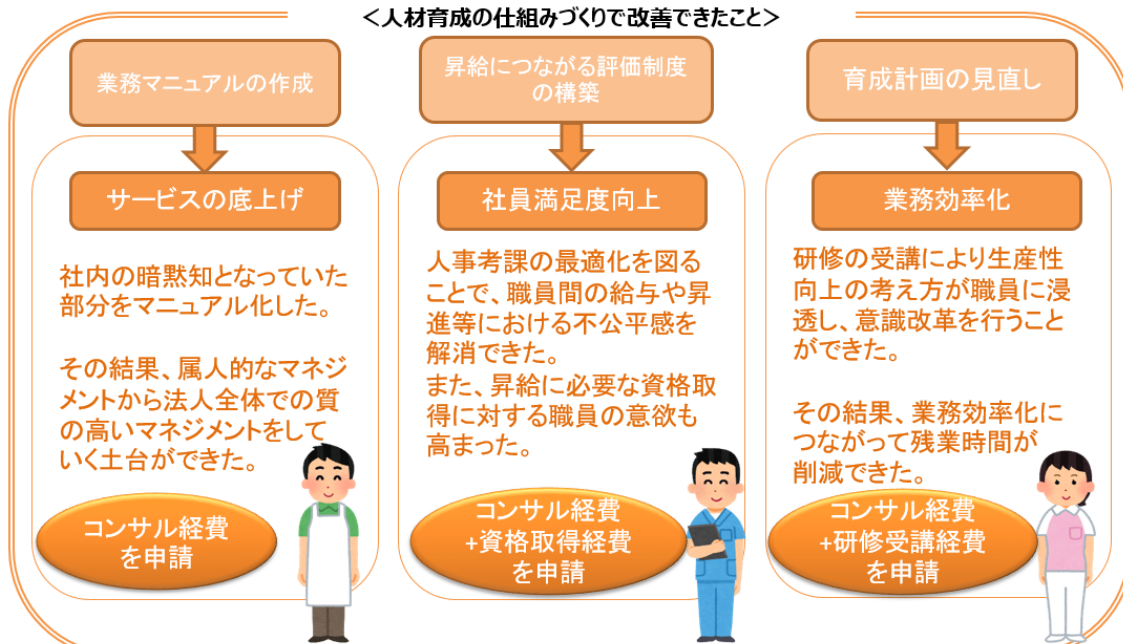 ＜人材育成の仕組みづくりで改善できたこと＞
業務マニュアルの作成
サービスの底上げ
社内の暗黙知となっていた
部分をマニュアル化した。
その結果、属人的なマネジ
メントから法人全体での質
の高いマネジメントをして
いく土台ができた。
コンサル経費
を申請
昇給につながる評価制度
の構築
社員満足度向上
人事考課の最適化を図る
ことで、職員間の給与や昇
進等における不公平感を
解消できた。
また、昇給に必要な資格取
得に対する職員の意欲も
高まった。
コンサル経費
+資格取得経費
を申請
育成計画の見直し
業務効率化
研修の受講により生産性
向上の考え方が職員に浸
透し、意識改革を行うこと
ができた。
その結果、業務効率化に
つながって残業時間が
削減できた。
コンサル経費
+研修受講経費
を申請